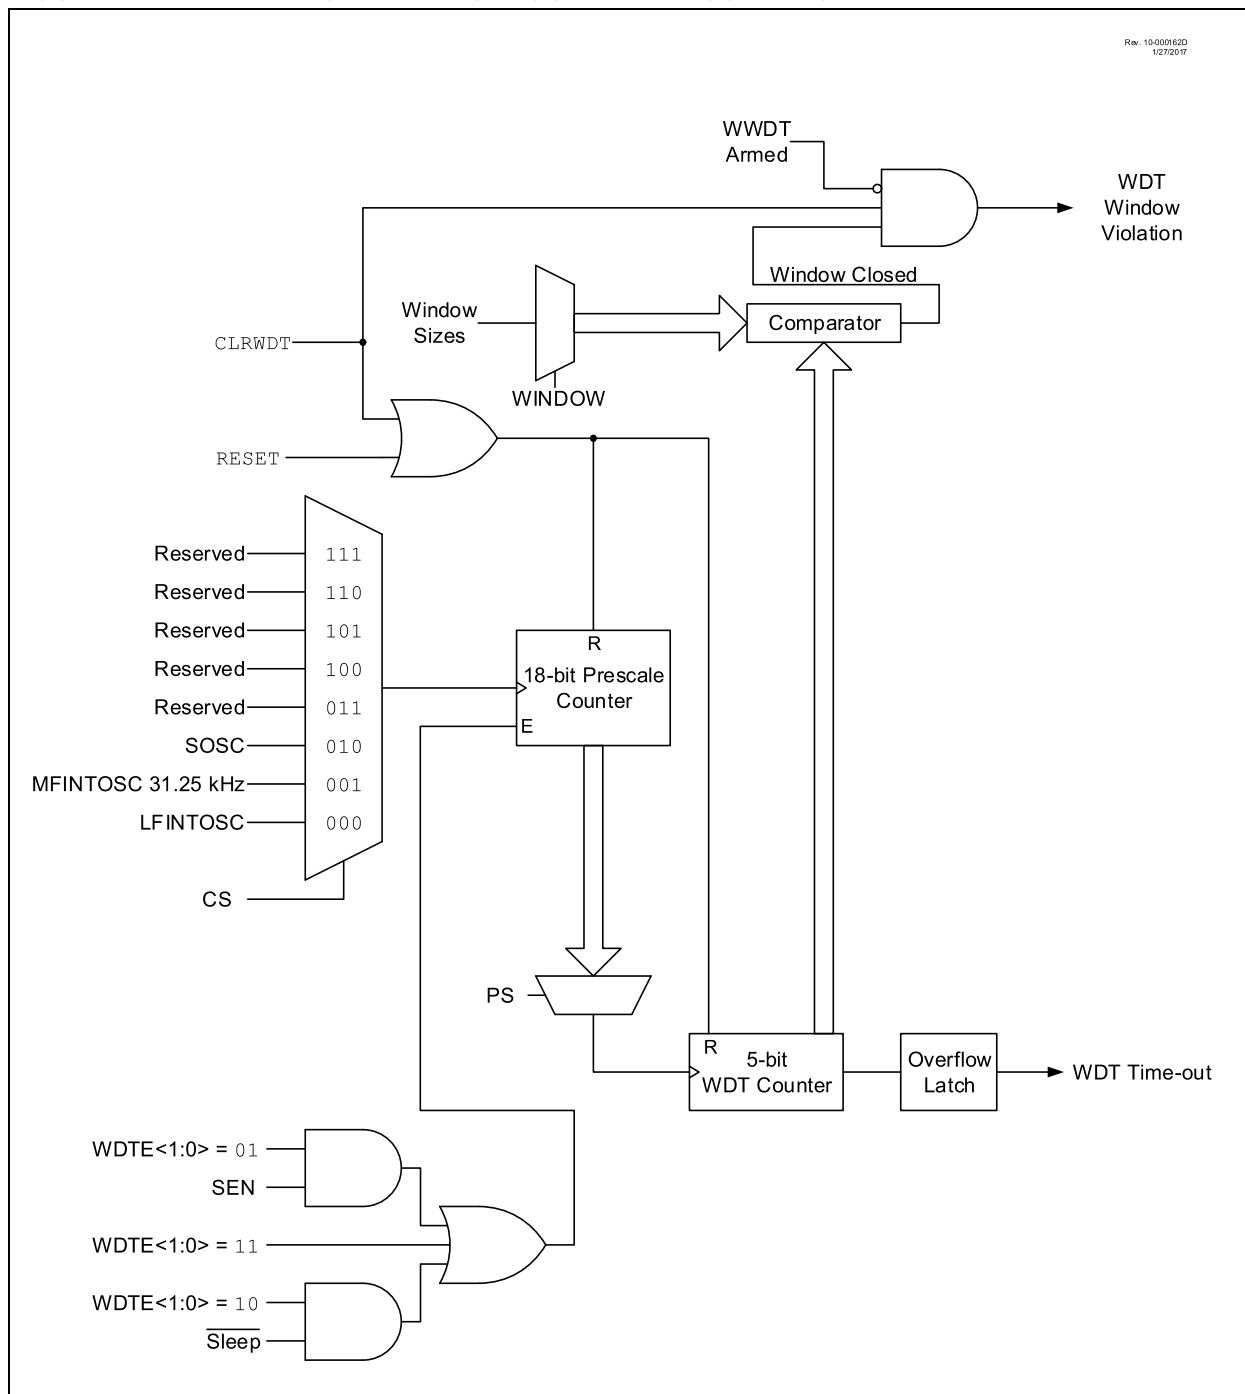 Rev. 10-000162D
1/27/2017
WWDT
Armed
WDT
Window
Violation
Window Closed
Window
Sizes
Comparator
CLRWDT
WINDOW
RESET
Reserved
111
Reserved
110
Reserved
101
Reserved
100
Reserved
011
SOSC
010
MFINTOSC 31.25 kHz
001
LFINTOSC
000
CS
R
18-bit Prescale
Counter
E
PS
R
5-bit
WDT Counter
Overflow
Latch
WDT Time-out
WDTE<1:0> = 01
SEN
WDTE<1:0> = 11
WDTE<1:0> = 10
Sleep